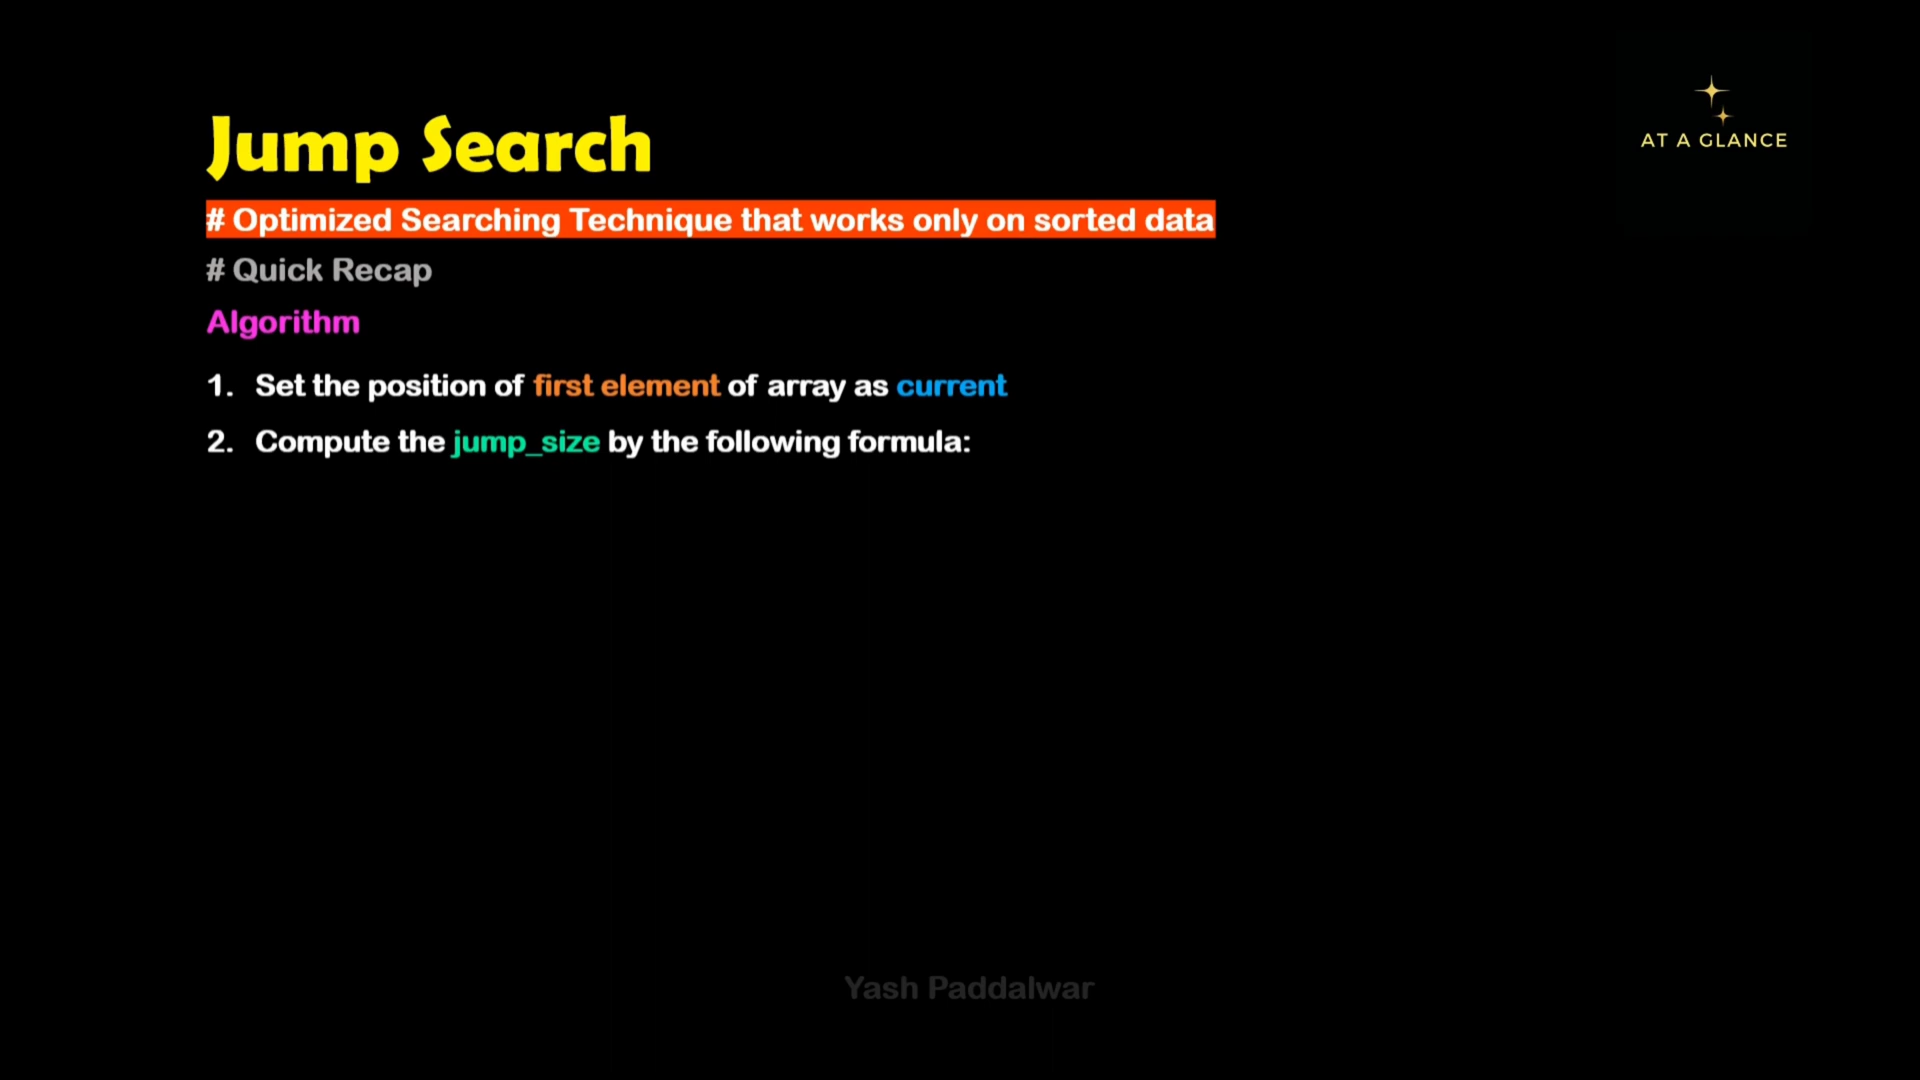 Jump Search
AT A GLANCE
# Optimized Searching Technique that works only on sorted data
# Quick Recap
Algorithm
1. Set the position of first element of array as current
2. Compute the jump_size by the following formula:
Yash Paddalwar